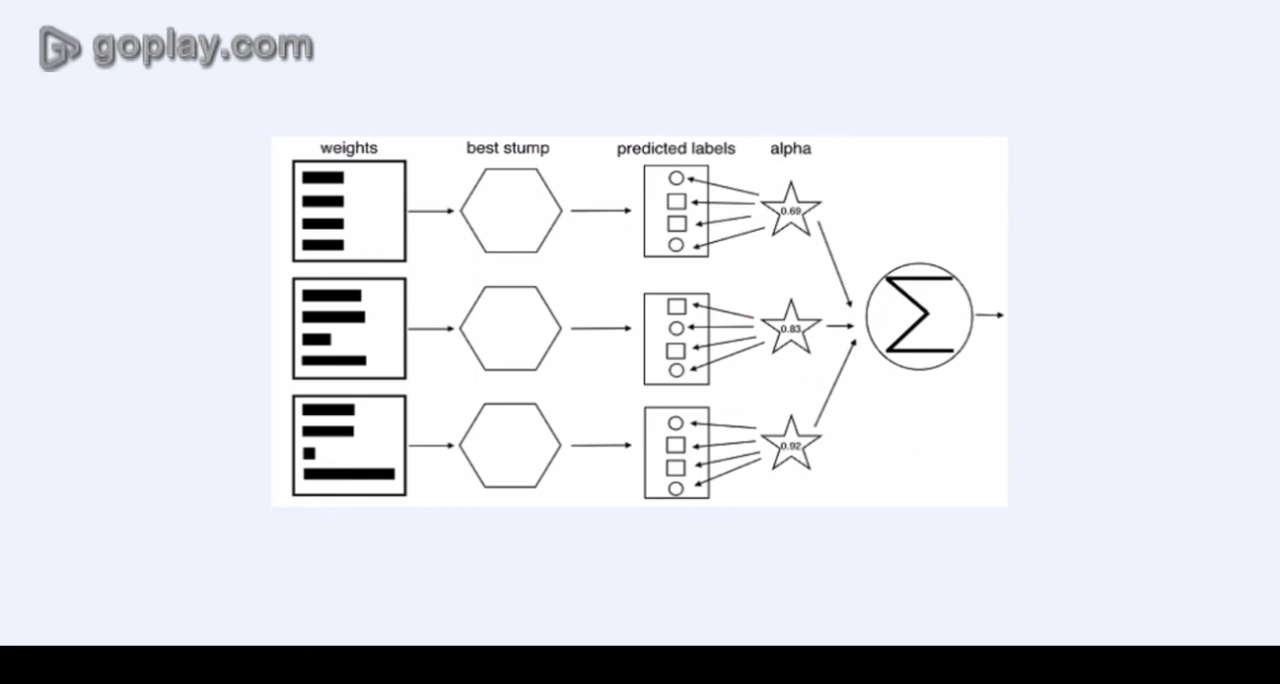 goplay.com
weights best stump predicted labels alpha
0.69
0.83
0.92
Σ